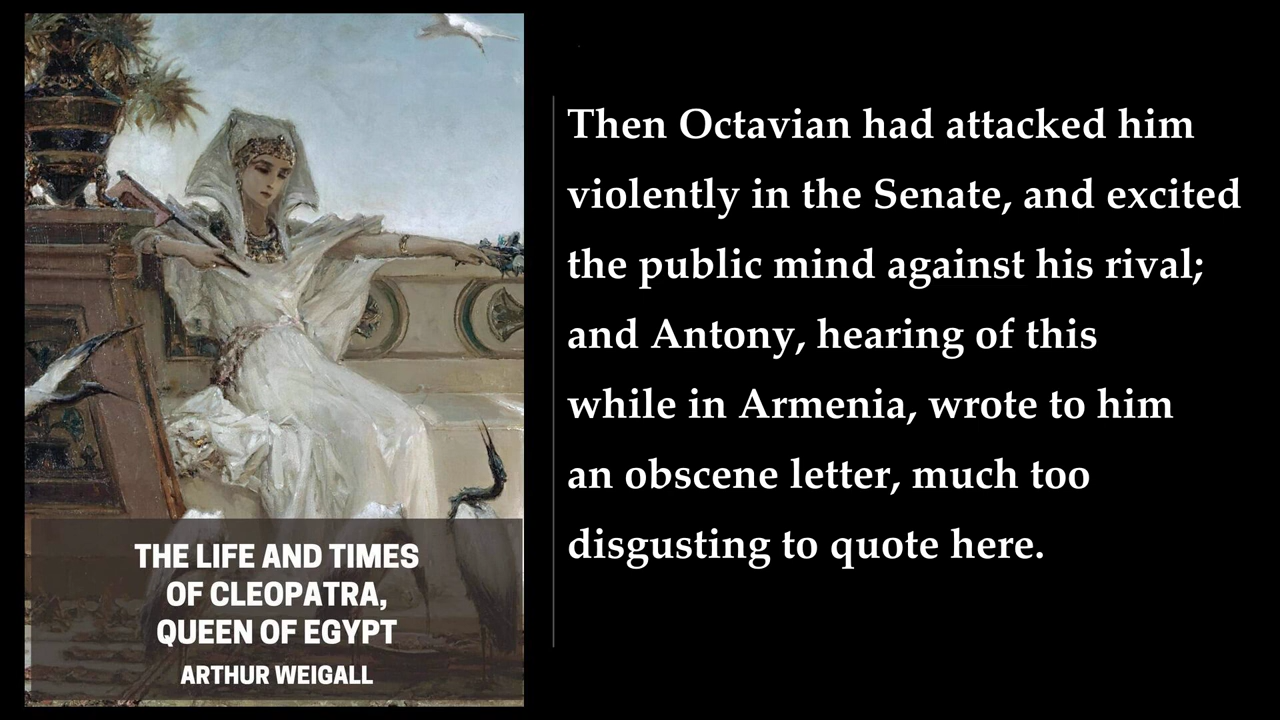 Then Octavian had attacked him
violently in the Senate, and excited
the public mind against his rival;
and Antony, hearing of this
while in Armenia, wrote to him
an obscene letter, much too
disgusting to quote here.
THE LIFE AND TIMES
OF CLEOPATRA,
QUEEN OF EGYPT
ARTHUR WEIGALL